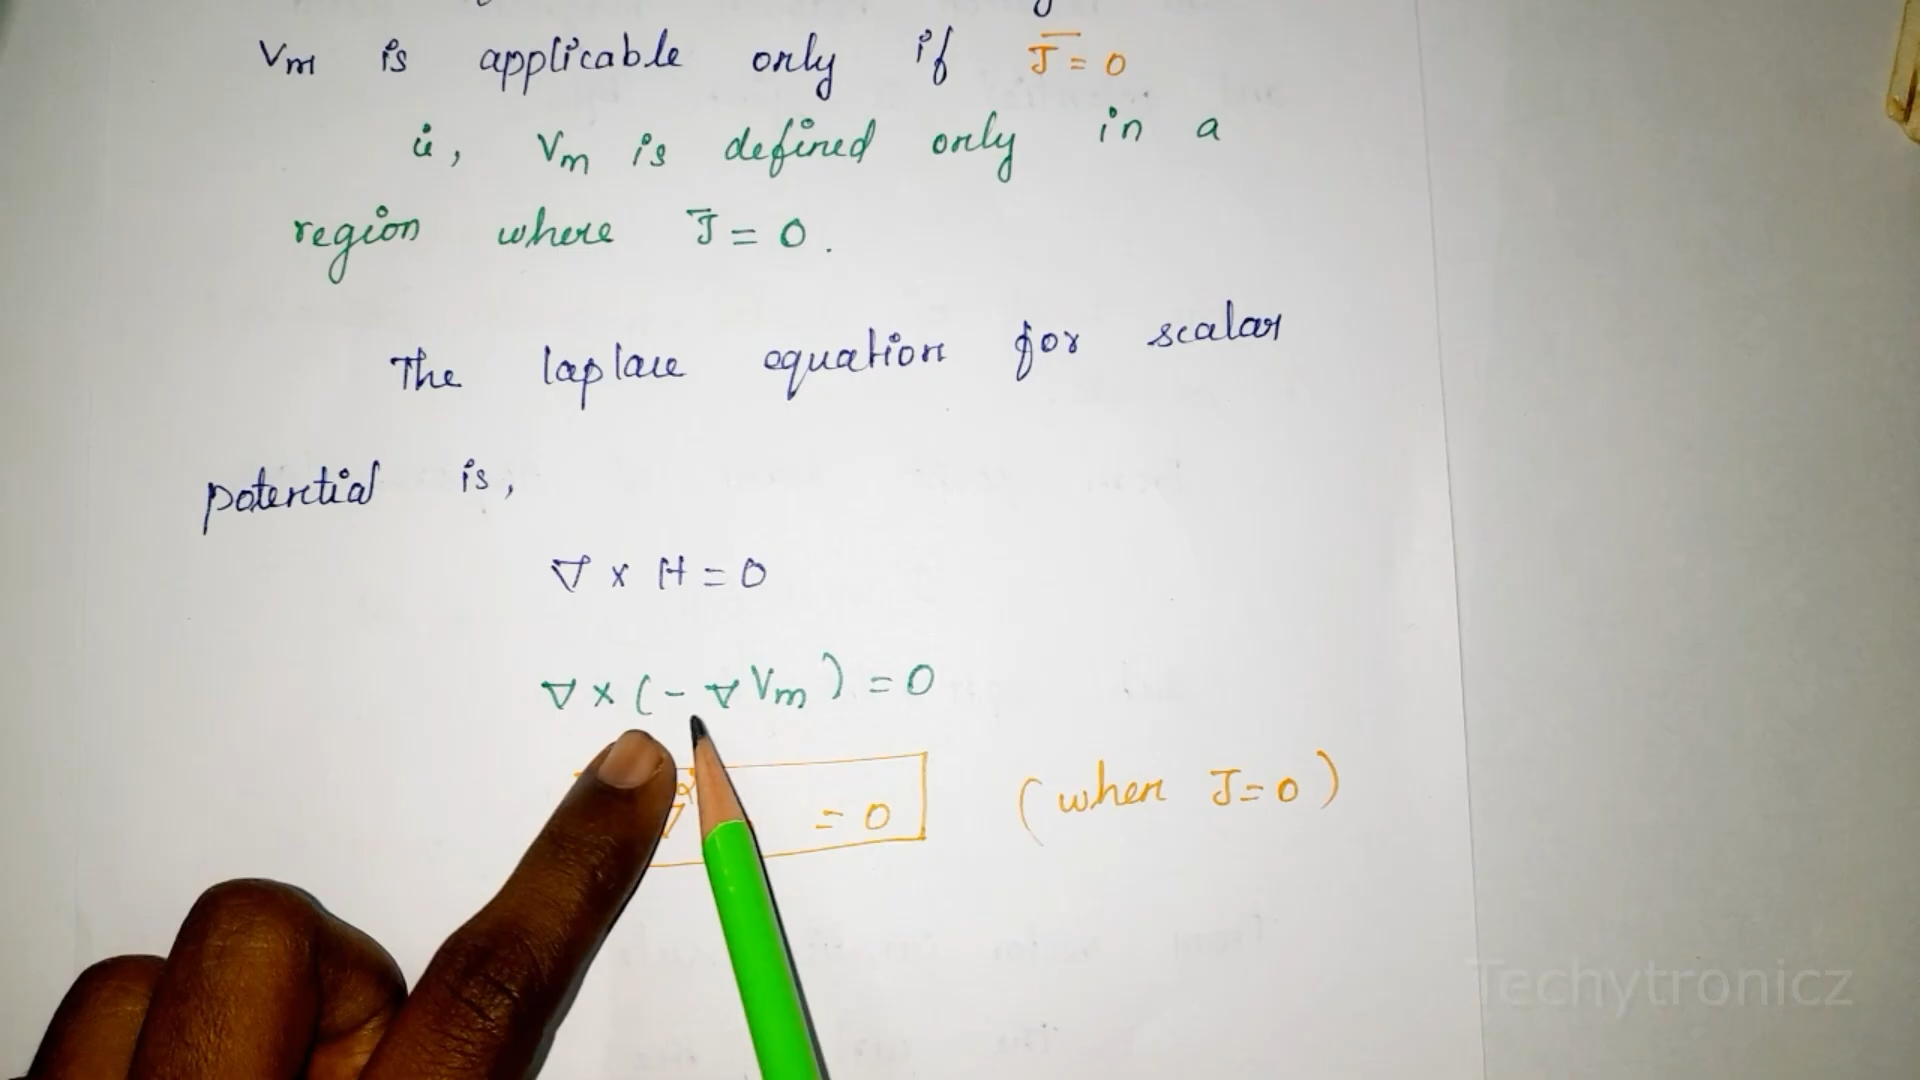 Vm is applicable only if J̅ = 0
ie, Vm is defined only in a
region where J̅ = 0.
The laplace equation for scalar
potential is,
∇ × H = 0
∇ × (- ∇ Vm) = 0
= 0 (when J = 0)
Techytronicz